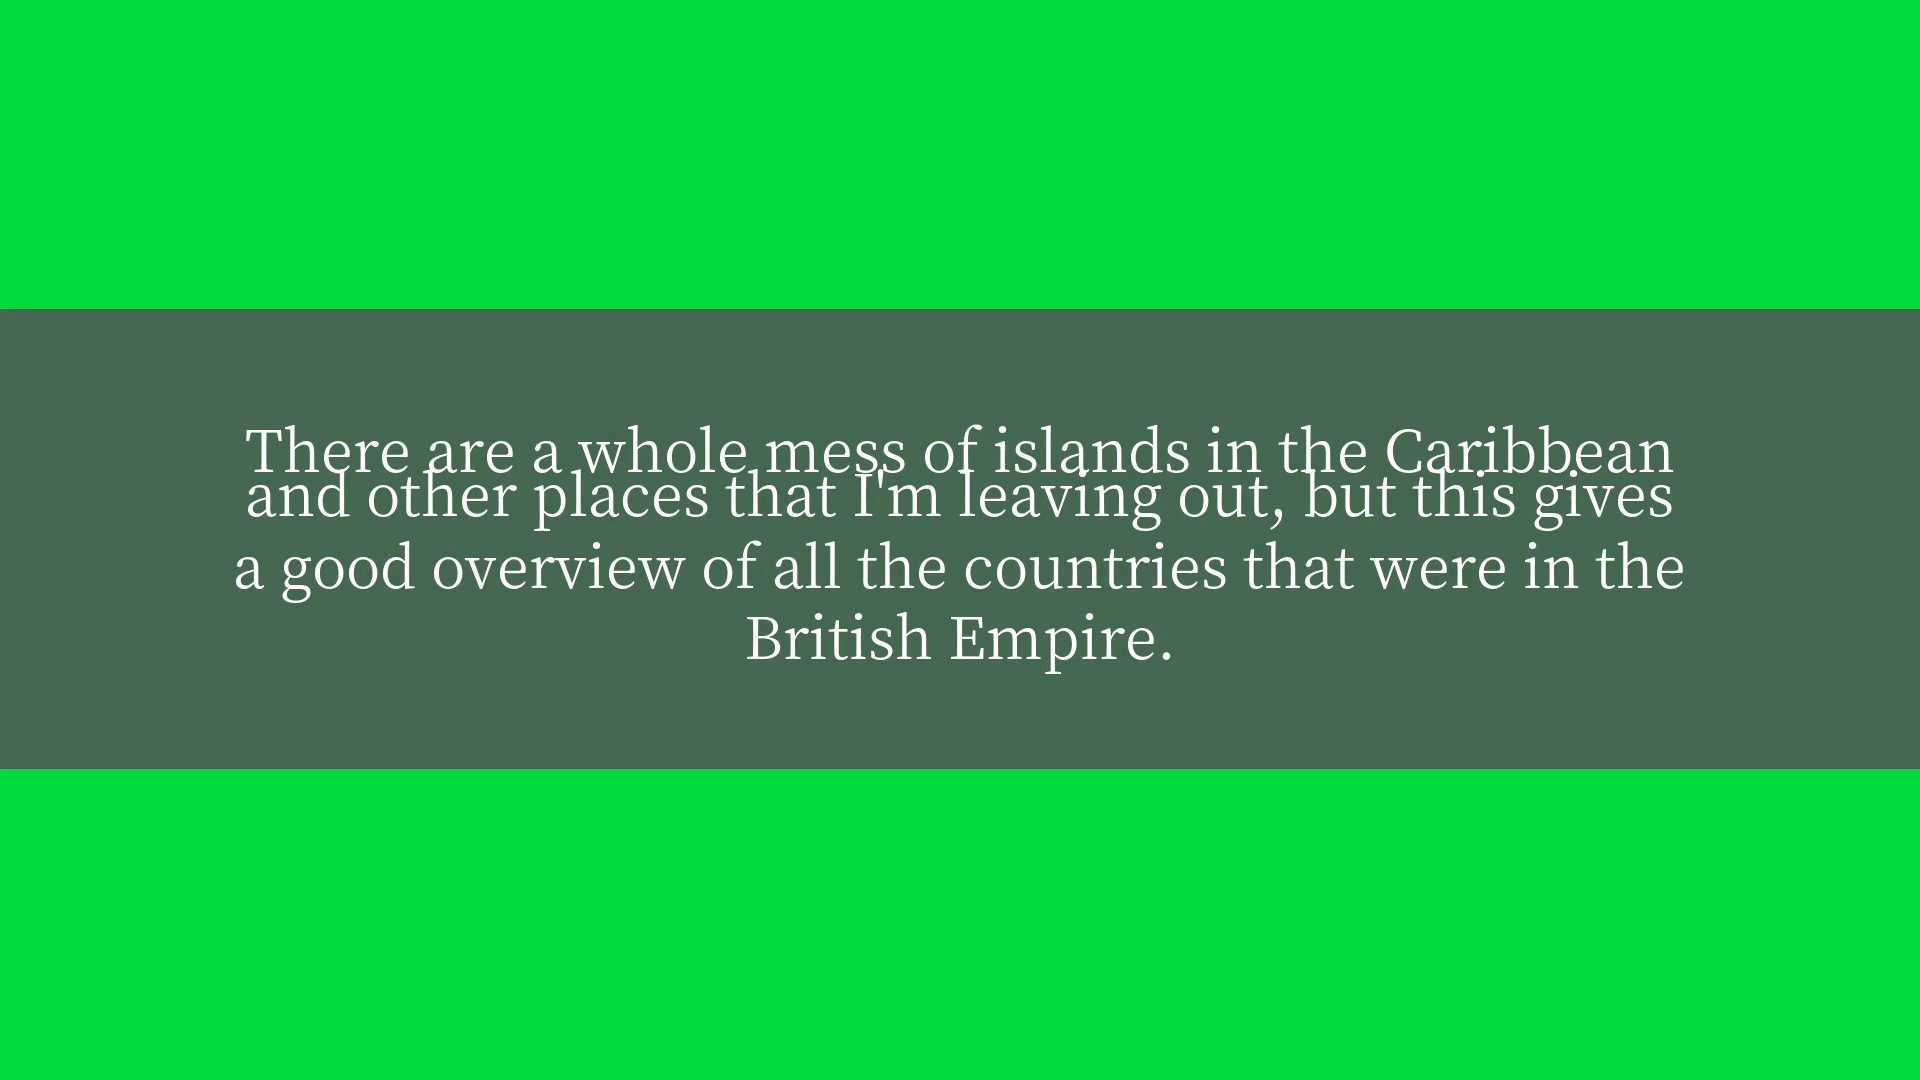 There are a whole mess of islands in the Caribbean
and other places that I'm leaving out, but this gives
a good overview of all the countries that were in the
British Empire.